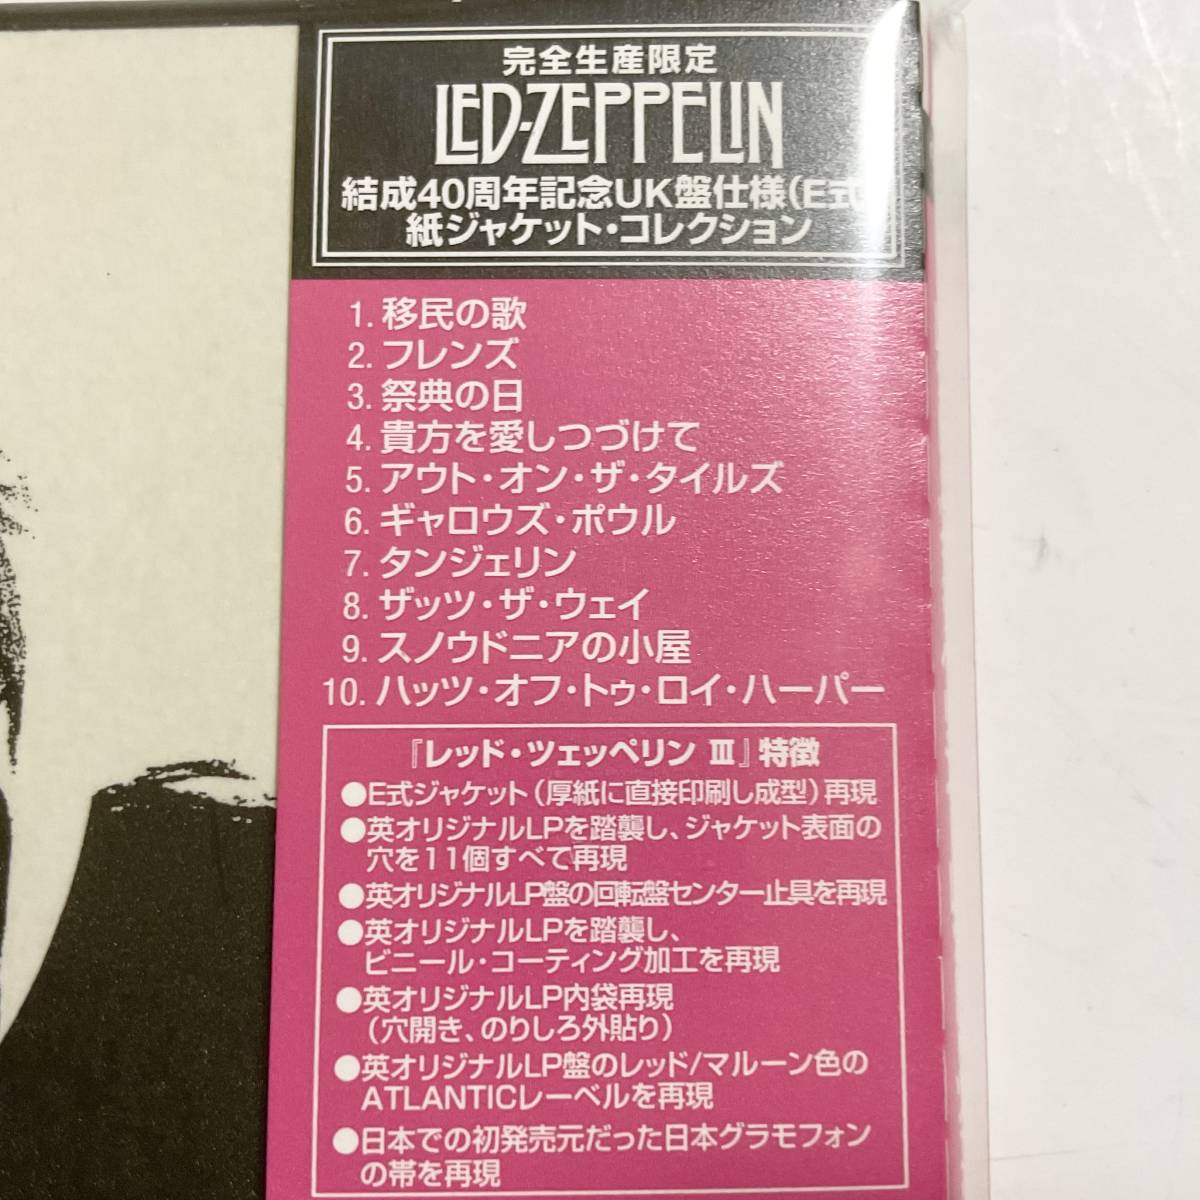 完全生産限定
LED-ZEPPELIN
結成40周年記念UK盤仕様(E式)
紙ジャケット・コレクション
1. 移民の歌
2. フレンズ
3. 祭典の日
4. 貴方を愛しつづけて
5. アウト・オン・ザ・タイルズ
6. ギャロウズ・ポウル
7. タンジェリン
8. ザッツ・ザ・ウェイ
9. スノウドニアの小屋
10. ハッツ・オフ・トゥ・ロイ・ハーパー
『レッド・ツェッペリン Ⅲ』特徴
●E式ジャケット(厚紙に直接印刷し成型)再現
●英オリジナルLPを踏襲し、ジャケット表面の
穴を11個すべて再現
●英オリジナルLP盤の回転盤センター止具を再現
●英オリジナルLPを踏襲し、
ビニール・コーティング加工を再現
●英オリジナルLP内袋再現
(穴開き、のりしろ外貼り)
●英オリジナルLP盤のレッド/マルーン色の
ATLANTICレーベルを再現
●日本での初発売元だった日本グラモフォン
の帯を再現